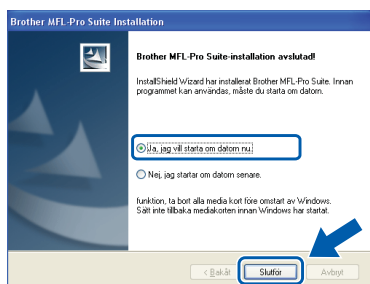 Brother MFL-Pro Suite Installation
Brother MFL-Pro Suite-installation avslutad!
InstallShield Wizard har installerat Brother MFL-Pro Suite. Innan
programmet kan användas, måste du starta om datorn.
Ja, jag vill starta om datorn nu.
Nej, jag startar om datorn senare.
funktion, ta bort alla media kort före omstart av Windows.
Sätt inte tillbaka mediakorten innan Windows har startat.
< Bakåt Slutför Avbryt